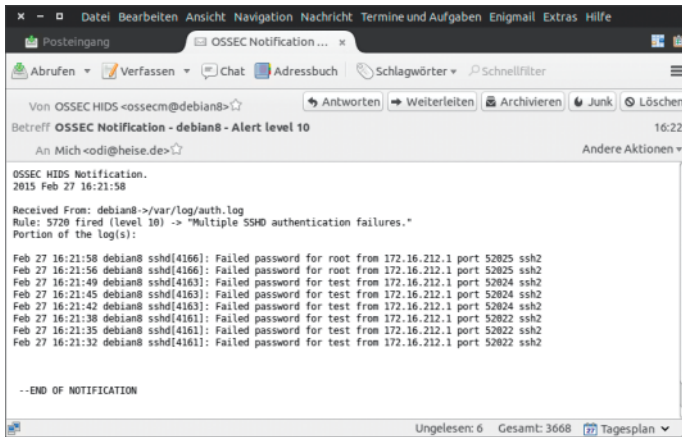 Datei Bearbeiten Ansicht Navigation Nachricht Termine und Aufgaben Enigmail Extras Hilfe
Posteingang OSSEC Notification ... ×
Abrufen Verfassen Chat Adressbuch Schlagwörter Schnellfilter
Von OSSEC HIDS <ossecm@debian8> Antworten Weiterleiten Archivieren Junk Löschen
Betreff OSSEC Notification - debian8 - Alert level 10 16:22
An Mich <odi@heise.de> Andere Aktionen
OSSEC HIDS Notification.
2015 Feb 27 16:21:58
Received From: debian8->/var/log/auth.log
Rule: 5720 fired (level 10) -> "Multiple SSHD authentication failures."
Portion of the log(s):
Feb 27 16:21:58 debian8 sshd[4166]: Failed password for root from 172.16.212.1 port 52025 ssh2
Feb 27 16:21:56 debian8 sshd[4166]: Failed password for root from 172.16.212.1 port 52025 ssh2
Feb 27 16:21:49 debian8 sshd[4163]: Failed password for test from 172.16.212.1 port 52024 ssh2
Feb 27 16:21:45 debian8 sshd[4163]: Failed password for test from 172.16.212.1 port 52024 ssh2
Feb 27 16:21:42 debian8 sshd[4163]: Failed password for test from 172.16.212.1 port 52024 ssh2
Feb 27 16:21:38 debian8 sshd[4161]: Failed password for test from 172.16.212.1 port 52022 ssh2
Feb 27 16:21:35 debian8 sshd[4161]: Failed password for test from 172.16.212.1 port 52022 ssh2
Feb 27 16:21:32 debian8 sshd[4161]: Failed password for test from 172.16.212.1 port 52022 ssh2
--END OF NOTIFICATION
Ungelesen: 6 Gesamt: 3668 27 Tagesplan